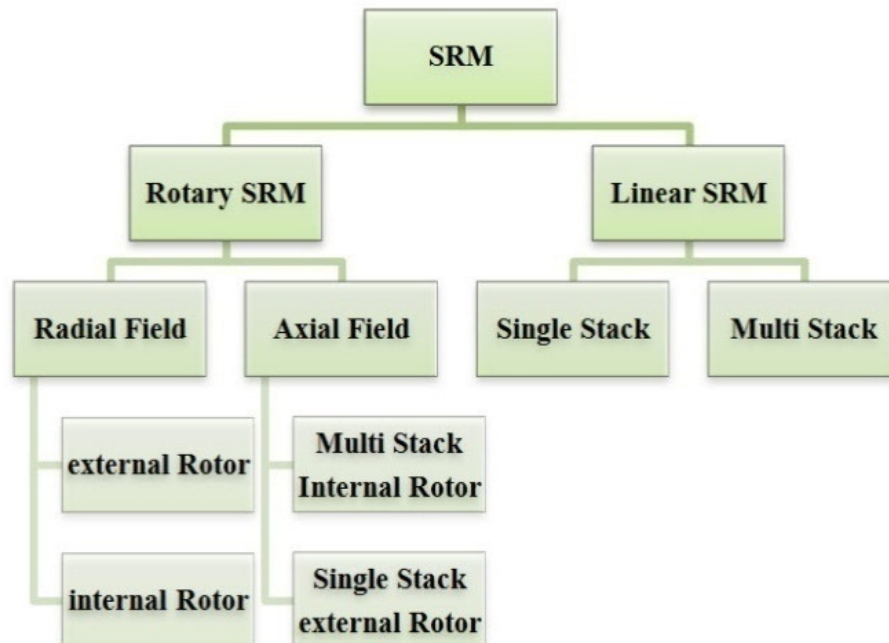 SRM
Rotary SRM
Linear SRM
Radial Field
Axial Field
Single Stack
Multi Stack
external Rotor
Multi Stack
Internal Rotor
internal Rotor
Single Stack
external Rotor